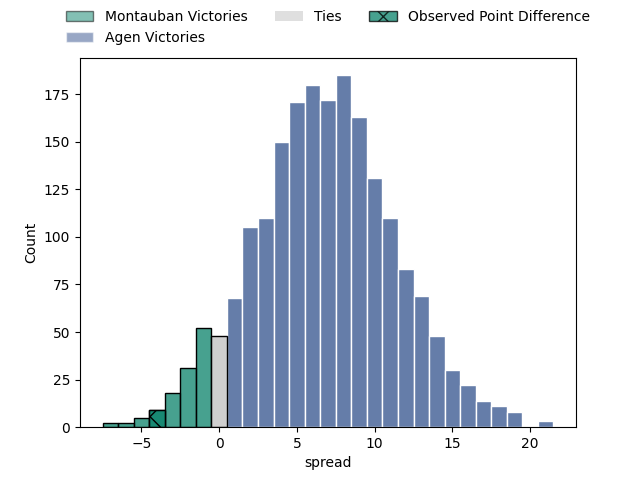 Montauban Victories
Ties
Observed Point Difference
Agen Victories
175
150
125
100
75
50
25
0
Count
−5
0
5
10
15
20
spread